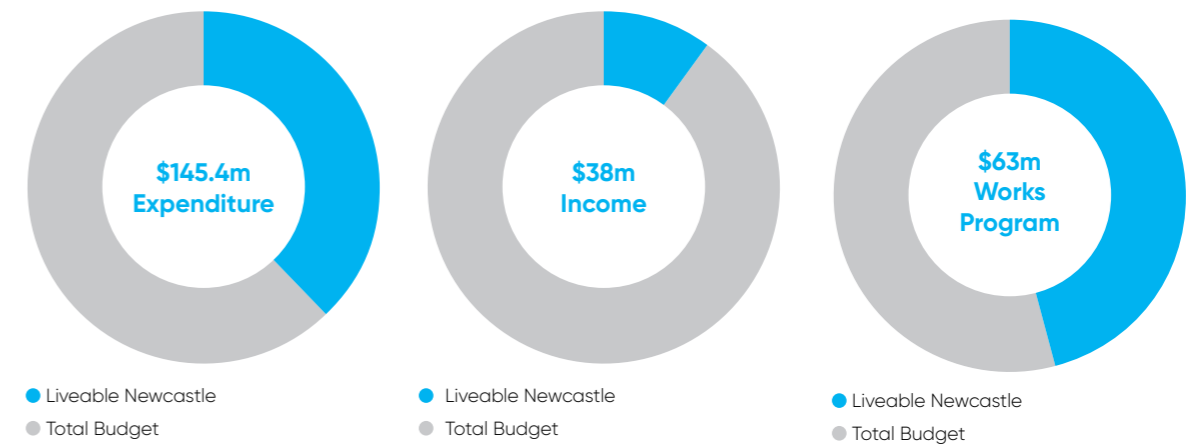 $145.4m
Expenditure
Liveable Newcastle
Total Budget
$38m
Income
Liveable Newcastle
Total Budget
$63m
Works
Program
Liveable Newcastle
Total Budget